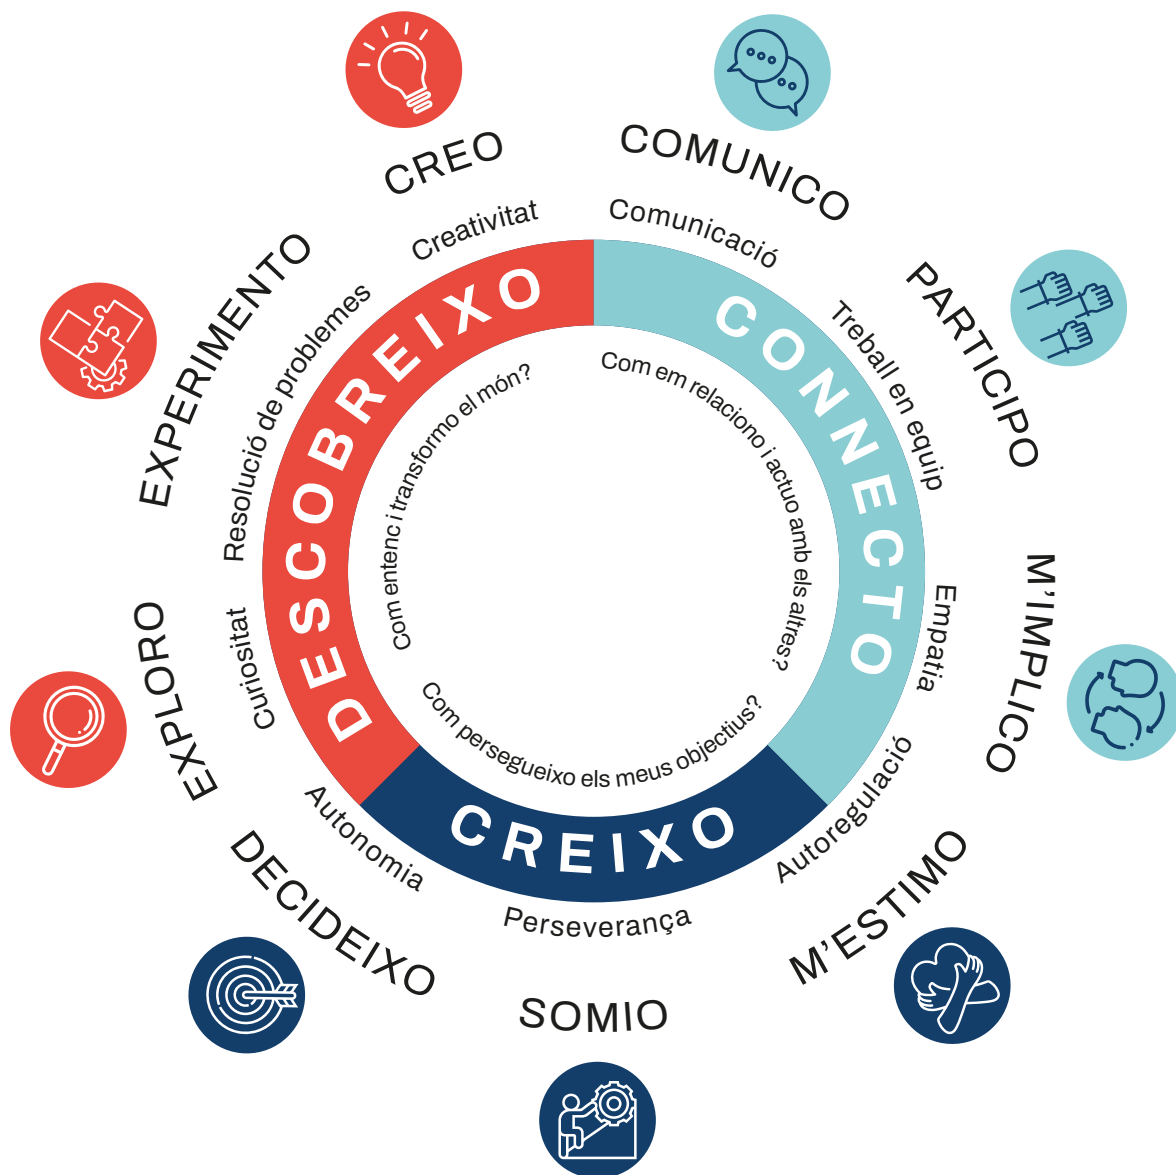 CREO
COMUNICO
PARTICIPO
M'IMPLICO
M'ESTIMO
SOMIO
DECIDEIXO
EXPLORO
EXPERIMENTO
Creativitat
Comunicació
Treball en equip
Empatia
Autoregulació
Perseverança
Autonomia
Curiositat
Resolució de problemes
DESCOBREIXO
CONNECTO
CREIXO
Com entenc i transformo el món?
Com em relaciono i actuo amb els altres?
Com persegueixo els meus objectius?